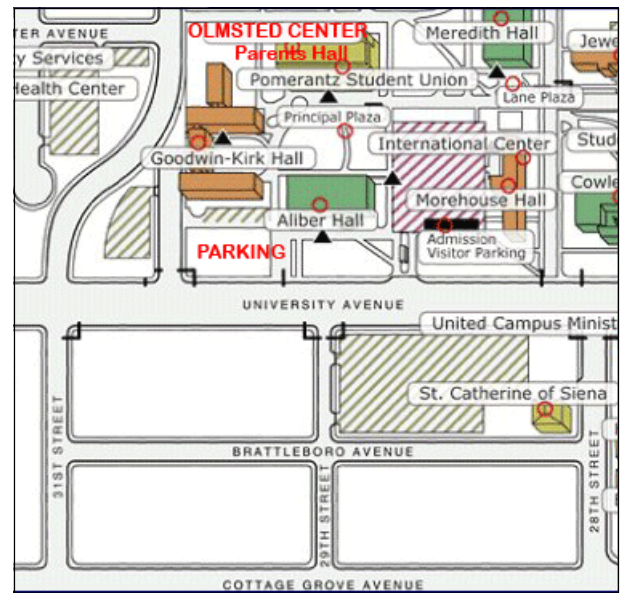 OLMSTED CENTER
Parents Hall
Meredith Hall
TER AVENUE
Jewe
y Services
Health Center
Pomerantz Student Union
Lane Plaza
Principal Plaza
International Center
Stud
Goodwin-Kirk Hall
Cowle
Morehouse Hall
Aliber Hall
Admission
Visitor Parking
PARKING
UNIVERSITY AVENUE
United Campus Minist
St. Catherine of Siena
31ST STREET
BRATTLEBORO AVENUE
29TH STREET
28TH STREET
COTTAGE GROVE AVENUE